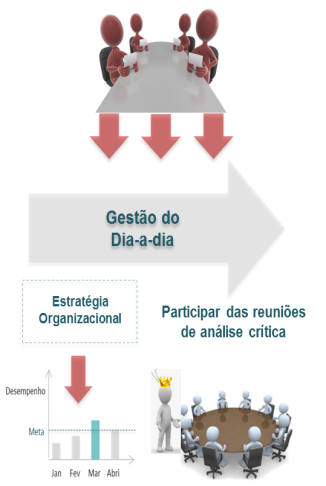 Gestão do
Dia-a-dia
Estratégia
Organizacional
Participar das reuniões
de análise crítica
Desempenho
Meta
Jan Fev Mar Abri